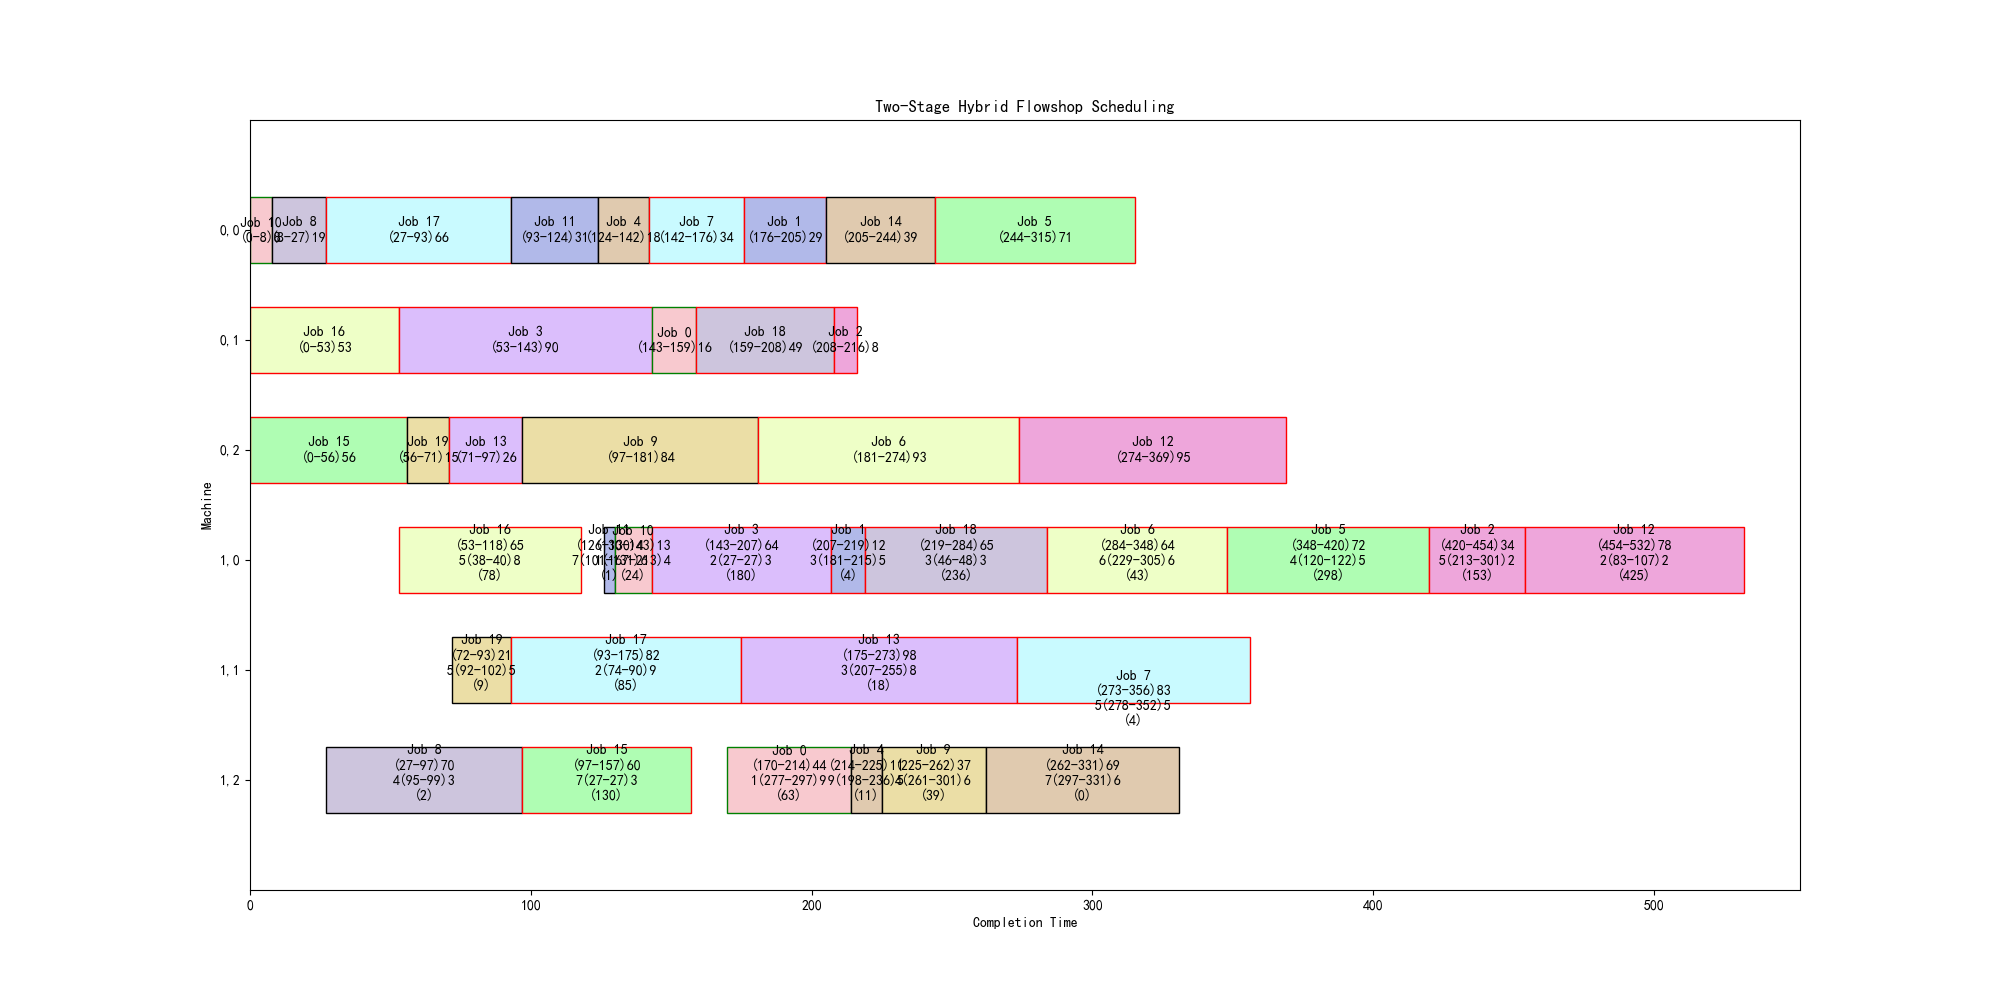 Two-Stage Hybrid Flowshop Scheduling
0,0
Job 10
(0-8)8
Job 8
(8-27)19
Job 17
(27-93)66
Job 11
(93-124)31
Job 4
(124-142)18
Job 7
(142-176)34
Job 1
(176-205)29
Job 14
(205-244)39
Job 5
(244-315)71
0,1
Job 16
(0-53)53
Job 3
(53-143)90
Job 0
(143-159)16
Job 18
(159-208)49
Job 2
(208-216)8
0,2
Job 15
(0-56)56
Job 19
(56-71)15
Job 13
(71-97)26
Job 9
(97-181)84
Job 6
(181-274)93
Job 12
(274-369)95
Machine
1,0
Job 16
(53-118)65
5(38-40)8
(78)
Job 11
(126-130)4
(1)
Job 10
(130-143)13
(24)
Job 3
(143-207)64
2(27-27)3
(180)
Job 1
(207-219)12
3(181-215)5
(4)
Job 18
(219-284)65
3(46-48)3
(236)
Job 6
(284-348)64
6(229-305)6
(43)
Job 5
(348-420)72
4(120-122)5
(298)
Job 2
(420-454)34
5(213-301)2
(153)
Job 12
(454-532)78
2(83-107)2
(425)
1,1
Job 19
(72-93)21
5(92-102)5
(9)
Job 17
(93-175)82
2(74-90)9
(85)
Job 13
(175-273)98
3(207-255)8
(18)
Job 7
(273-356)83
5(278-352)5
(4)
1,2
Job 8
(27-97)70
4(95-99)3
(2)
Job 15
(97-157)60
7(27-27)3
(130)
Job 0
(170-214)44
1(277-297)9
(63)
Job 4
(214-225)11
9(198-236)4
(11)
Job 9
(225-262)37
5(261-301)6
(39)
Job 14
(262-331)69
7(297-331)6
(0)
0
100
200
300
400
500
Completion Time